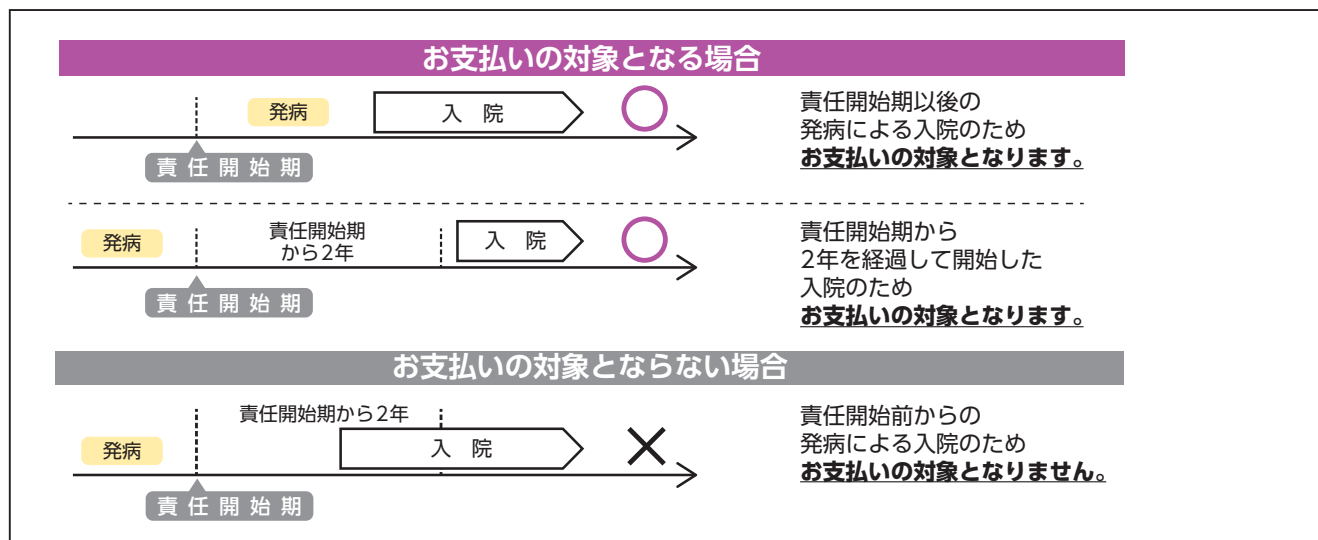 お支払いの対象となる場合
発病
入 院
責任開始期
責任開始期以後の
発病による入院のため
お支払いの対象となります。
発病
責任開始期
から2年
入 院
責任開始期
責任開始期から
2年を経過して開始した
入院のため
お支払いの対象となります。
お支払いの対象とならない場合
責任開始期から2年
発病
入 院
責任開始期
責任開始前からの
発病による入院のため
お支払いの対象となりません。